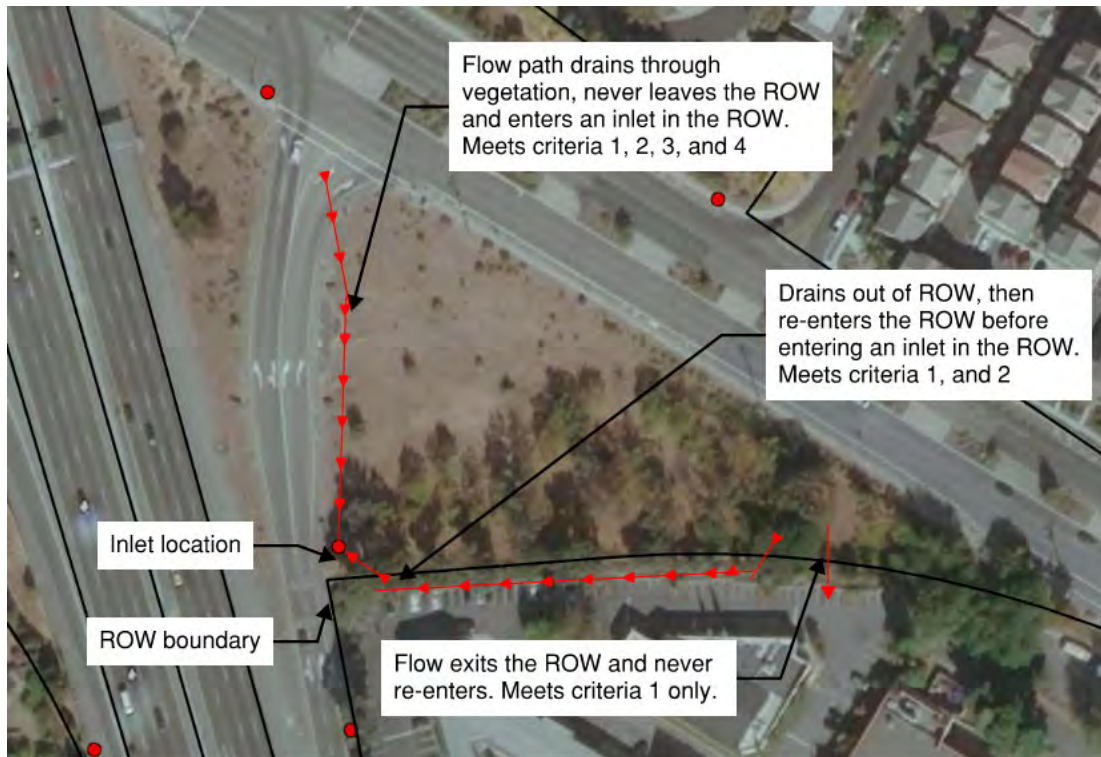 Flow path drains through
vegetation, never leaves the ROW
and enters an inlet in the ROW.
Meets criteria 1, 2, 3, and 4
Drains out of ROW, then
re-enters the ROW before
entering an inlet in the ROW.
Meets criteria 1, and 2
Inlet location
ROW boundary
Flow exits the ROW and never
re-enters. Meets criteria 1 only.